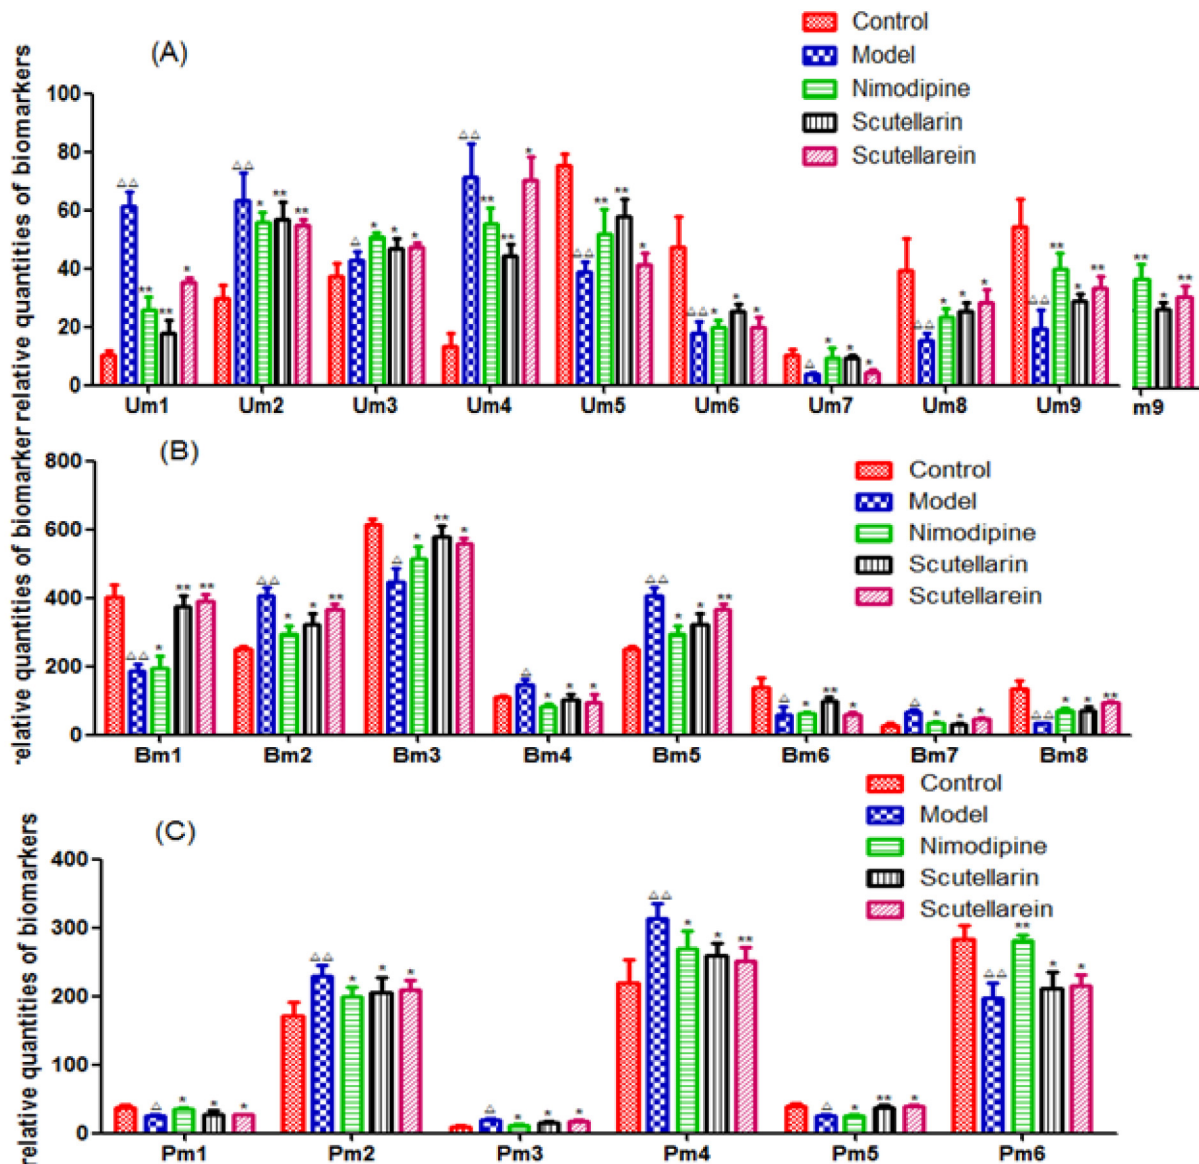 (A)
Control
Model
Nimodipine
Scutellarin
Scutellarein
relative quantities of biomarkers
100
80
60
40
20
0
△△ ** ** *
△△ * ** **
△ * * *
△△ ** ** *
△△ ** ** *
△△ * * *
△ * * *
△△ * * *
△△ ** * **
** * **
Um1 Um2 Um3 Um4 Um5 Um6 Um7 Um8 Um9 m9
(B)
Control
Model
Nimodipine
Scutellarin
Scutellarein
elative quantities of biomarker
800
600
400
200
0
△△ * ** **
△△ * * **
△ * ** *
△ * * *
△△ * * **
△ * ** *
△ * * *
△△ * * **
Bm1 Bm2 Bm3 Bm4 Bm5 Bm6 Bm7 Bm8
(C)
Control
Model
Nimodipine
Scutellarin
Scutellarein
relative quantities of biomarkers
400
300
200
100
0
△ * * *
△△ * * *
△ * * *
△△ * * **
△ * ** *
△△ ** * *
Pm1 Pm2 Pm3 Pm4 Pm5 Pm6